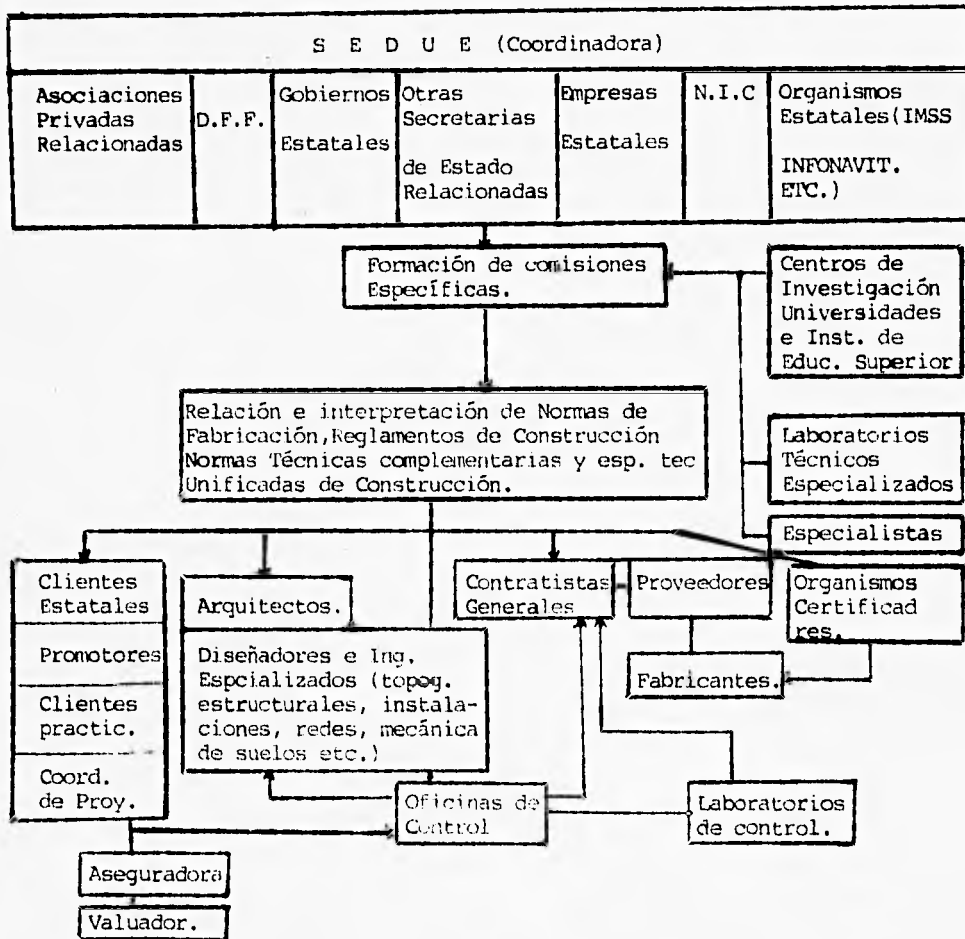 S E D U E (Coordinadora)
Asociaciones
Privadas
Relacionadas
D.F.F.
Gobiernos
Estatales
Otras
Secretarias
de Estado
Relacionadas
Empresas
Estatales
N.I.C
Organismos
Estatales(IMSS
INFONAVIT.
ETC.)
Formación de comisiones
Específicas.
Centros de
Investigación
Universidades
e Inst. de
Educ. Superior
Relación e interpretación de Normas de
Fabricación,Reglamentos de Construcción
Normas Técnicas complementarias y esp. tec
Unificadas de Construcción.
Laboratorios
Técnicos
Especializados
Especialistas
Clientes
Estatales
Promotores
Clientes
practic.
Coord.
de Proy.
Arquitectos.
Diseñadores e Ing.
Espcializados (topog.
estructurales, instala-
ciones, redes, mecánica
de suelos etc.)
Contratistas
Generales
Proveedores
Organismos
Certificad
res.
Fabricantes.
Oficinas de
Control
Laboratorios
de control.
Aseguradora
Valuador.